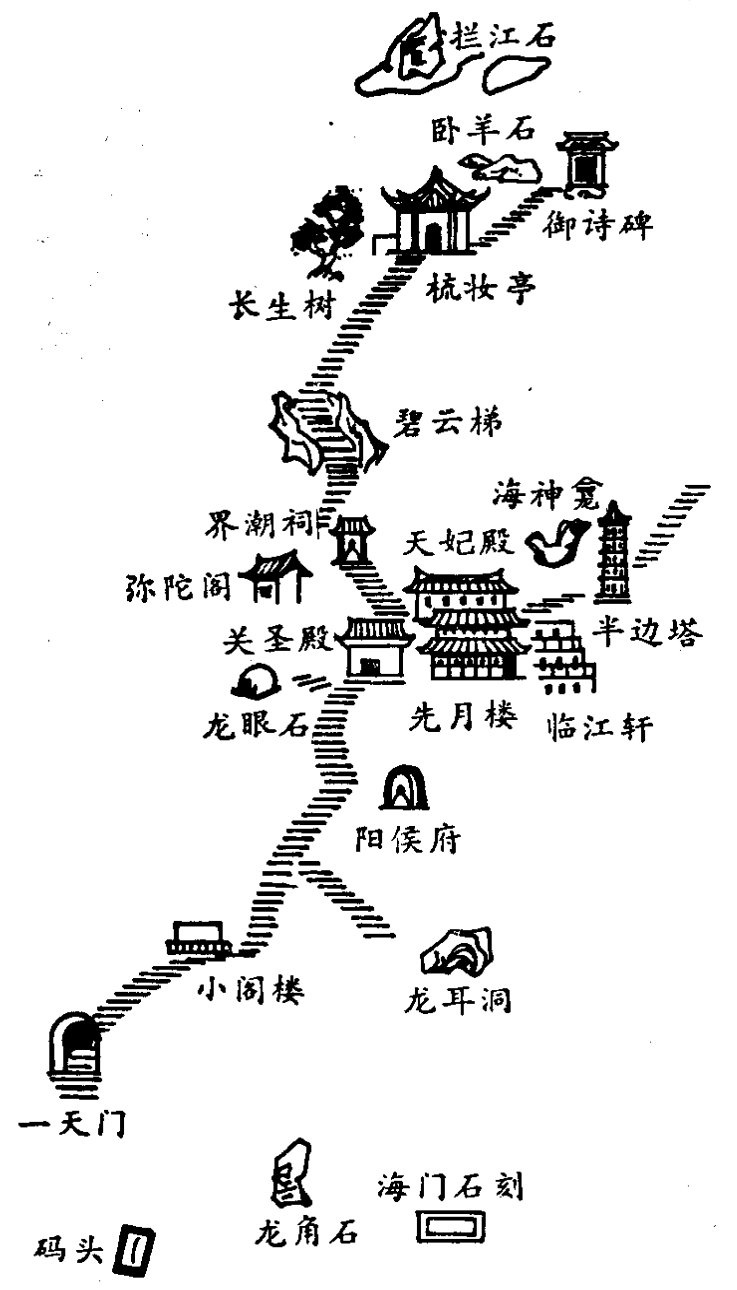 拦江石
卧羊石
御诗碑
梳妆亭
长生树
碧云梯
海神龛
界潮祠
天妃殿
弥陀阁
关圣殿
半边塔
龙眼石
先月楼
临江轩
阳侯府
小阁楼
龙耳洞
一天门
海门石刻
龙角石
码头